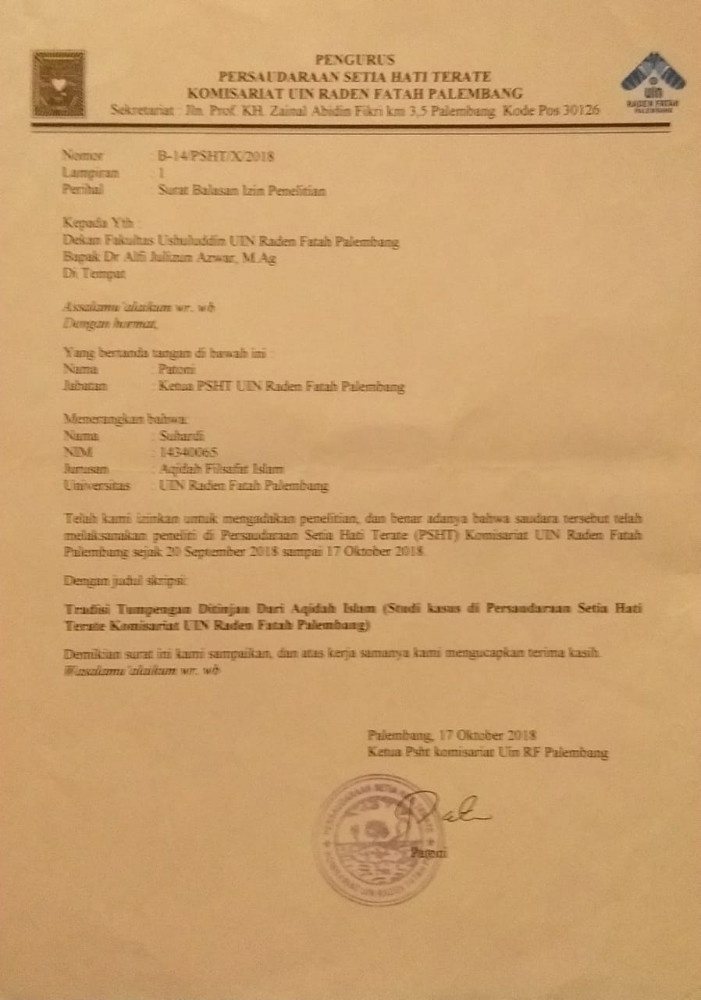 PENGURUS
PERSAUDARAAN SETIA HATI TERATE
KOMISARIAT UIN RADEN FATAH PALEMBANG
Sekretariat : Jln. Prof. KH. Zainal Abidin Fikri km 3,5 Palembang Kode Pos 30126
UIN
RADEN FATAH
PALEMBANG
Nomor : B-14/PSHT/X/2018
Lampiran : 1
Perihal : Surat Balasan Izin Penelitian
Kepada Yth :
Dekan Fakultas Ushuluddin UIN Raden Fatah Palembang
Bapak Dr Alfi Julizun Azwar, M.Ag
Di Tempat
Assalamu'alaikum wr. wb
Dengan hormat,
Yang bertanda tangan di bawah ini :
Nama : Patoni
Jabatan : Ketua PSHT UIN Raden Fatah Palembang
Menerangkan bahwa:
Nama : Suhardi
NIM : 14340065
Jurusan : Aqidah Filsafat Islam
Universitas : UIN Raden Fatah Palembang
Telah kami izinkan untuk mengadakan penelitian, dan benar adanya bahwa saudara tersebut telah
melaksanakan peneliti di Persaudaraan Setia Hati Terate (PSHT) Komisariat UIN Raden Fatah
Palembang sejak 20 September 2018 sampai 17 Oktober 2018.
Dengan judul skripsi:
Tradisi Tumpengan Ditinjau Dari Aqidah Islam (Studi kasus di Persaudaraan Setia Hati
Terate Komisariat UIN Raden Fatah Palembang)
Demikian surat ini kami sampaikan, dan atas kerja samanya kami mengucapkan terima kasih.
Wasalamu'alaikum wr. wb
Palembang, 17 Oktober 2018
Ketua Psht komisariat Uin RF Palembang
PERSAUDARAAN SETIA HATI TERATE
KOMISARIAT UIN RADEN FATAH
Patoni